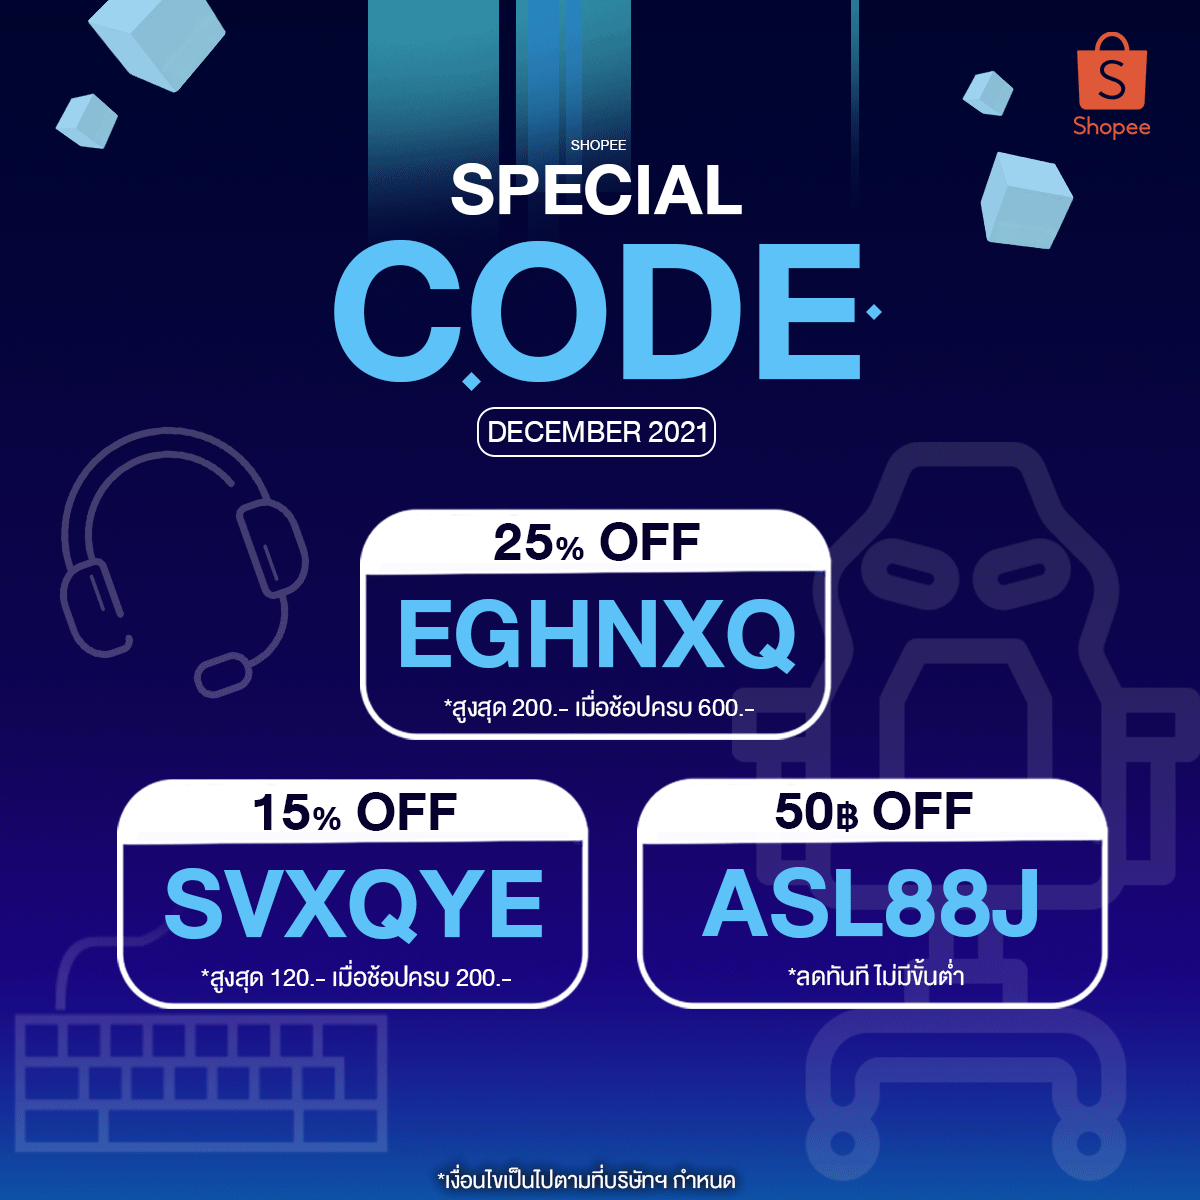 Shopee
SHOPEE
SPECIAL
CODE
DECEMBER 2021
25% OFF
EGHNXQ
*สูงสุด 200.- เมื่อช้อปครบ 600.-
15% OFF
SVXQYE
*สูงสุด 120.- เมื่อช้อปครบ 200.-
50฿ OFF
ASL88J
*ลดทันที ไม่มีขั้นต่ำ
*เงื่อนไขเป็นไปตามที่บริษัทฯ กำหนด